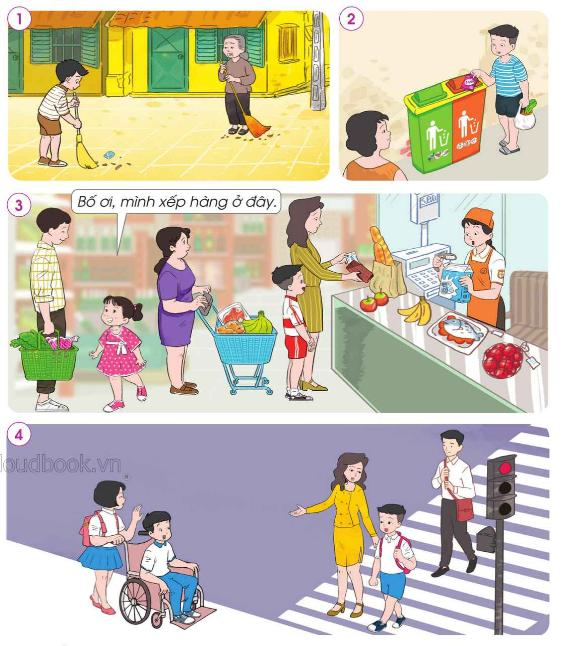 1
2
3
Bố ơi, mình xếp hàng ở đây.
4
loudbook.vn